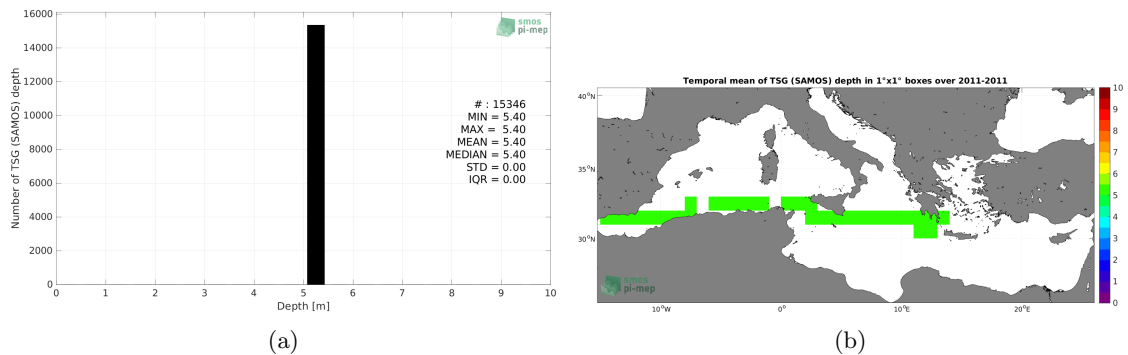 16000
14000
12000
10000
8000
6000
4000
2000
0
Number of TSG (SAMOS) depth
smos
pi-mep
# : 15346
MIN = 5.40
MAX = 5.40
MEAN = 5.40
MEDIAN = 5.40
STD = 0.00
IQR = 0.00
0 1 2 3 4 5 6 7 8 9 10
Depth [m]
(a)
Temporal mean of TSG (SAMOS) depth in 1°x1° boxes over 2011-2011
40°N
35°N
30°N
10°W 0° 10°E 20°E
smos
pi-mep
10
9
8
7
6
5
4
3
2
1
0
(b)